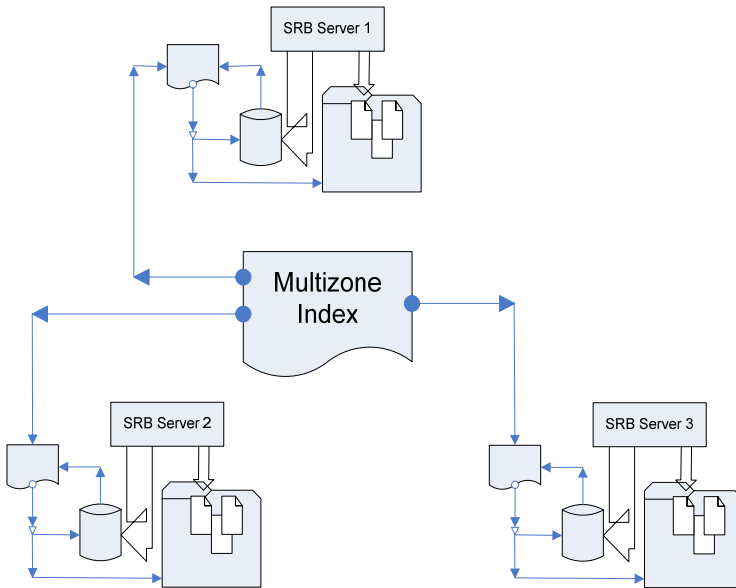 SRB Server 1
Multizone
Index
SRB Server 2
SRB Server 3